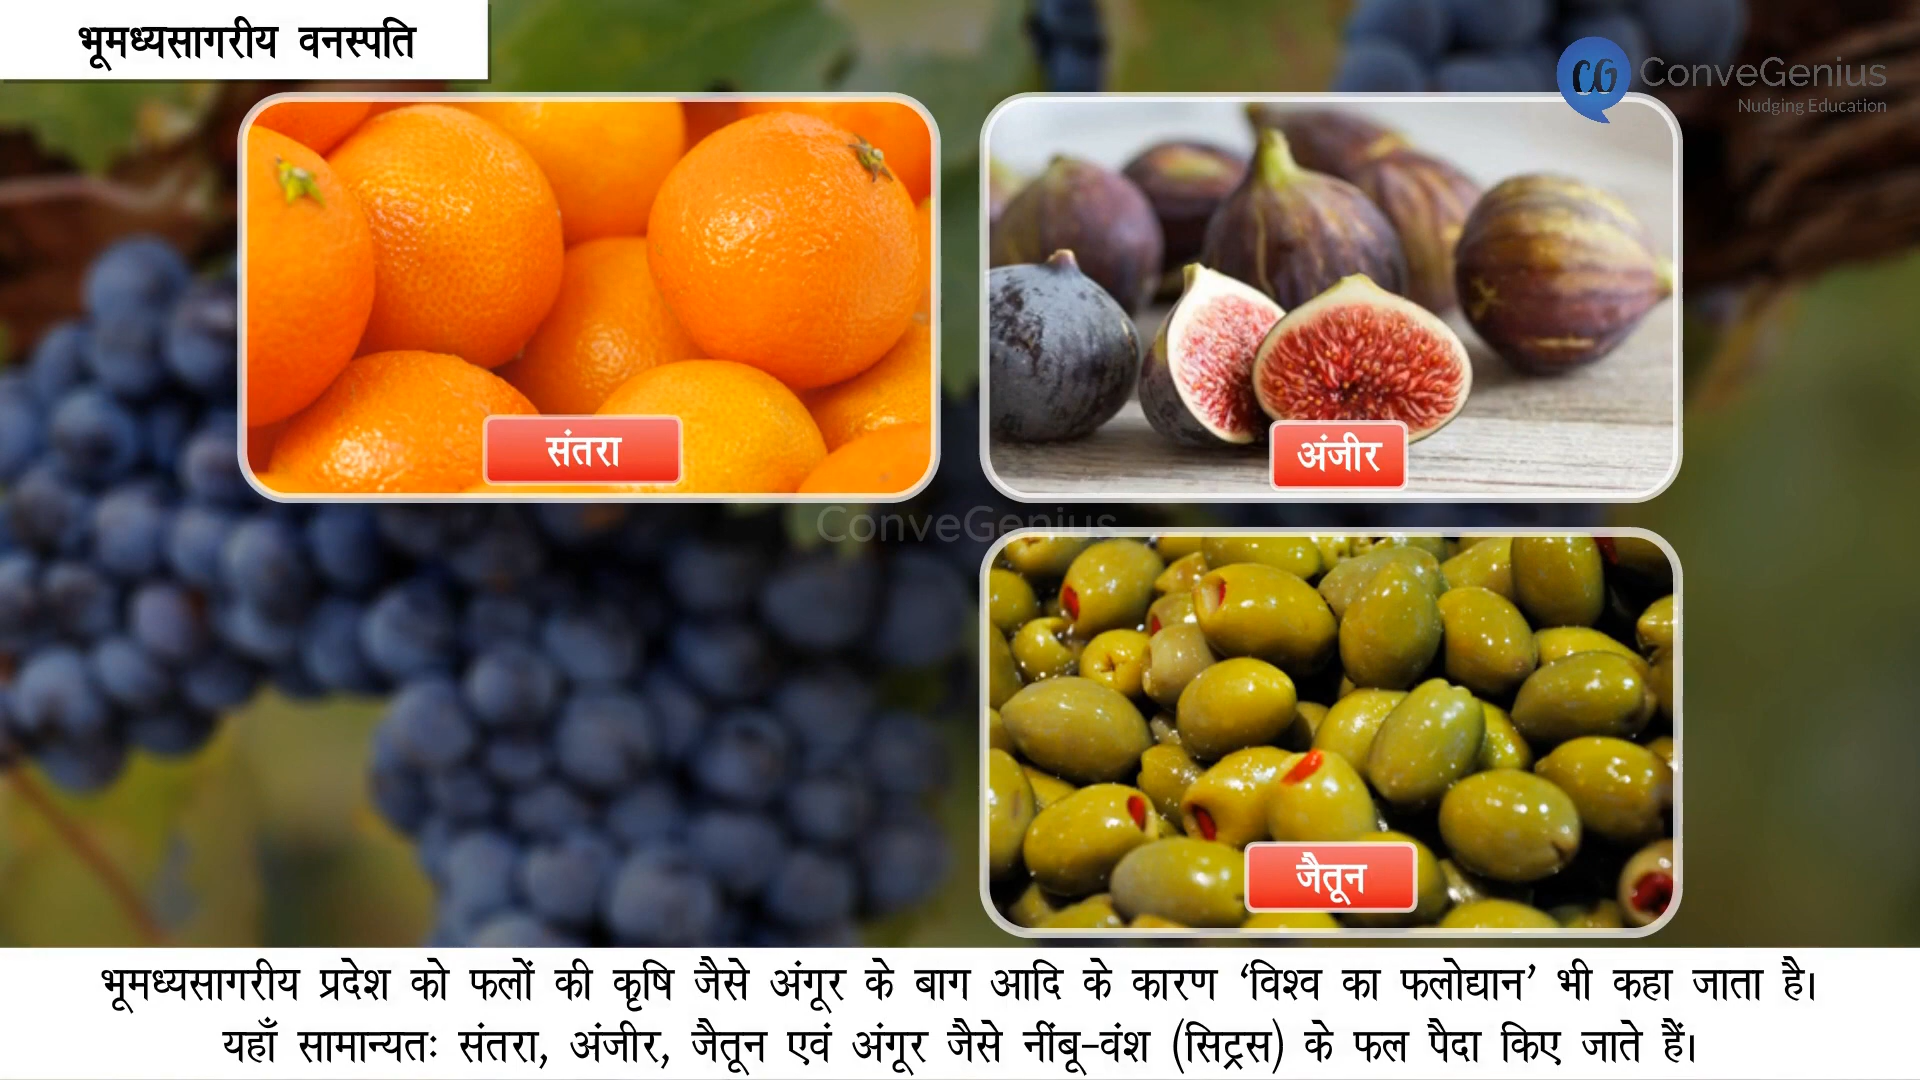 भूमध्यसागरीय वनस्पति
CG ConveGenius
Nudging Education
संतरा
अंजीर
ConveGenius
जैतून
भूमध्यसागरीय प्रदेश को फलों की कृषि जैसे अंगूर के बाग आदि के कारण ‘विश्व का फलोद्यान’ भी कहा जाता है।
यहाँ सामान्यतः संतरा, अंजीर, जैतून एवं अंगूर जैसे नींबू-वंश (सिट्रस) के फल पैदा किए जाते हैं।